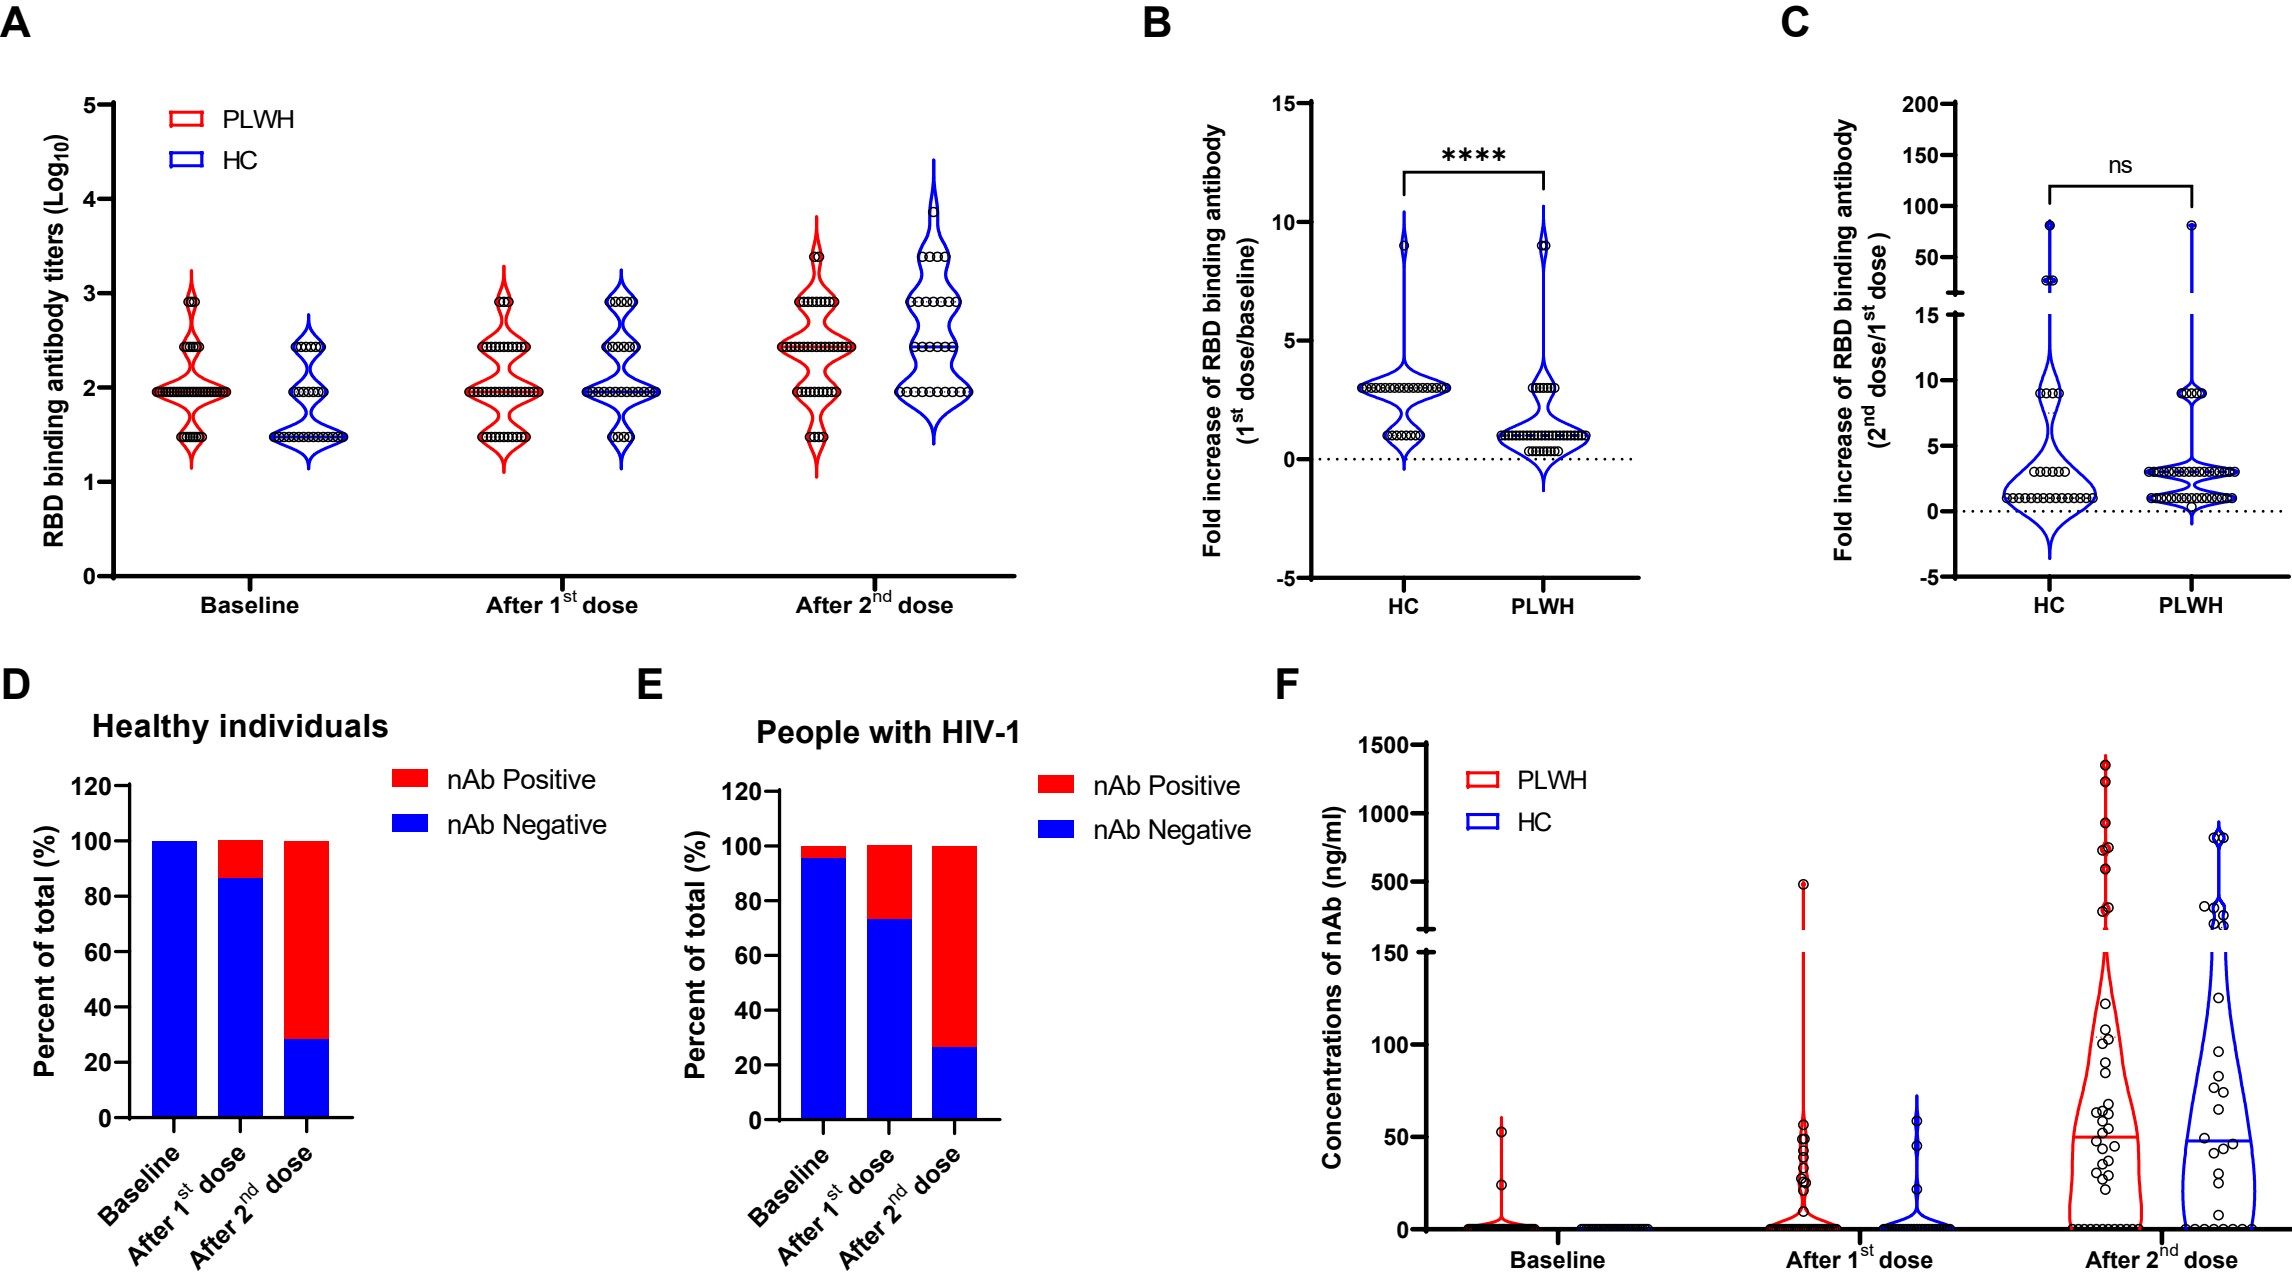 A
RBD binding antibody titers (Log10)
5
4
3
2
1
0
PLWH
HC
Baseline
After 1st dose
After 2nd dose
B
Fold increase of RBD binding antibody
(1st dose/baseline)
15
10
5
0
-5
****
HC
PLWH
C
Fold increase of RBD binding antibody
(2nd dose/1st dose )
200
150
100
50
15
10
5
0
-5
ns
HC
PLWH
D
Healthy individuals
nAb Positive
nAb Negative
Percent of total (%)
120
100
80
60
40
20
0
Baseline
After 1st dose
After 2nd dose
E
People with HIV-1
nAb Positive
nAb Negative
Percent of total (%)
120
100
80
60
40
20
0
Baseline
After 1st dose
After 2nd dose
F
Concentrations of nAb (ng/ml)
1500
1000
500
150
100
50
0
PLWH
HC
Baseline
After 1st dose
After 2nd dose